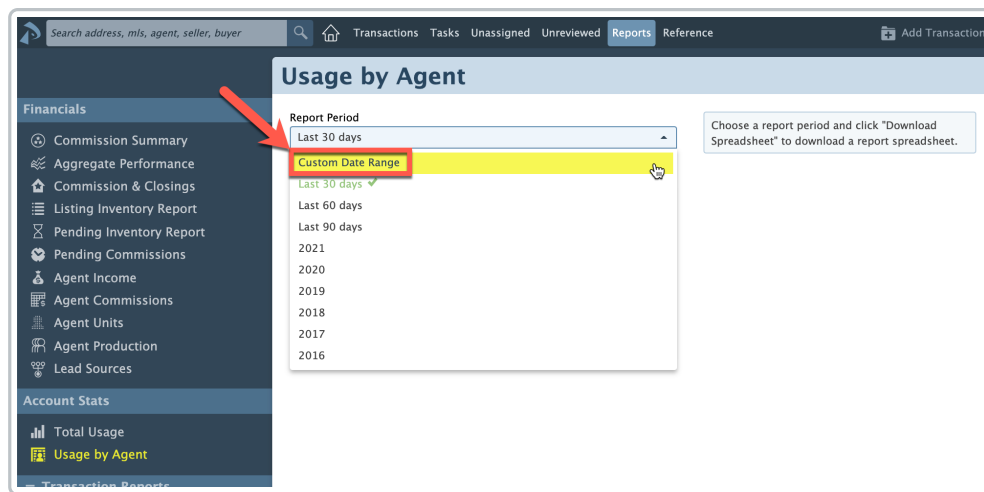 Search address, mls, agent, seller, buyer
Transactions Tasks Unassigned Unreviewed Reports Reference
Add Transaction
Usage by Agent
Financials
Commission Summary
Aggregate Performance
Commission & Closings
Listing Inventory Report
Pending Inventory Report
Pending Commissions
Agent Income
Agent Commissions
Agent Units
Agent Production
Lead Sources
Account Stats
Total Usage
Usage by Agent
Transaction Reports
Report Period
Last 30 days
Custom Date Range
Last 30 days
Last 60 days
Last 90 days
2021
2020
2019
2018
2017
2016
Choose a report period and click "Download
Spreadsheet" to download a report spreadsheet.